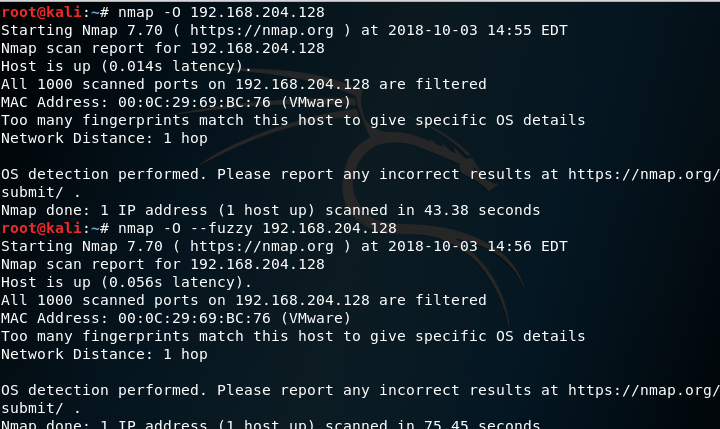 root@kali:~# nmap -O 192.168.204.128
Starting Nmap 7.70 ( https://nmap.org ) at 2018-10-03 14:55 EDT
Nmap scan report for 192.168.204.128
Host is up (0.014s latency).
All 1000 scanned ports on 192.168.204.128 are filtered
MAC Address: 00:0C:29:69:BC:76 (VMware)
Too many fingerprints match this host to give specific OS details
Network Distance: 1 hop

OS detection performed. Please report any incorrect results at https://nmap.org/
submit/ .
Nmap done: 1 IP address (1 host up) scanned in 43.38 seconds
root@kali:~# nmap -O --fuzzy 192.168.204.128
Starting Nmap 7.70 ( https://nmap.org ) at 2018-10-03 14:56 EDT
Nmap scan report for 192.168.204.128
Host is up (0.056s latency).
All 1000 scanned ports on 192.168.204.128 are filtered
MAC Address: 00:0C:29:69:BC:76 (VMware)
Too many fingerprints match this host to give specific OS details
Network Distance: 1 hop

OS detection performed. Please report any incorrect results at https://nmap.org/
submit/ .
Nmap done: 1 IP address (1 host up) scanned in 75.45 seconds